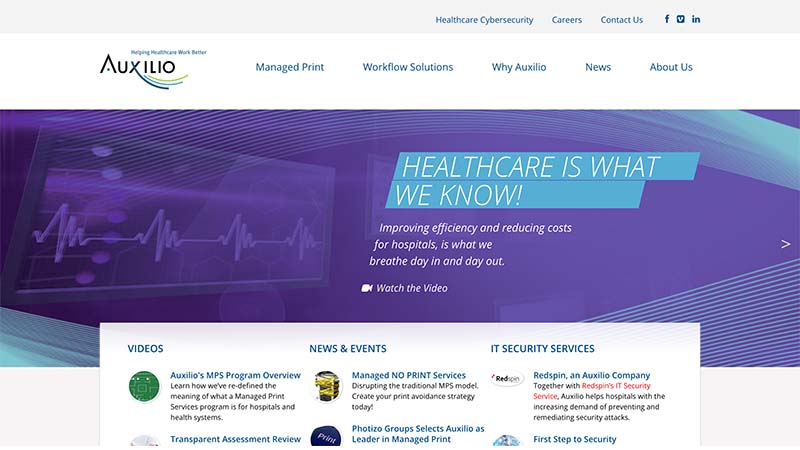 Healthcare Cybersecurity Careers Contact Us
Helping Healthcare Work Better
AUXILIO
Managed Print Workflow Solutions Why Auxilio News About Us
HEALTHCARE IS WHAT
WE KNOW!
Improving efficiency and reducing costs
for hospitals, is what we
breathe day in and day out.
>
Watch the Video
VIDEOS
Auxilio's MPS Program Overview
Learn how we've re-defined the
meaning of what a Managed Print
Services program is for hospitals and
health systems.
Transparent Assessment Review
NEWS & EVENTS
Managed NO PRINT Services
Disrupting the traditional MPS model.
Create your print avoidance strategy
today!
Print
Photizo Groups Selects Auxilio as
Leader in Managed Print
IT SECURITY SERVICES
Redspin
Redspin, an Auxilio Company
Together with Redspin's IT Security
Service, Auxilio helps hospitals with the
increasing demand of preventing and
remediating security attacks.
First Step to Security